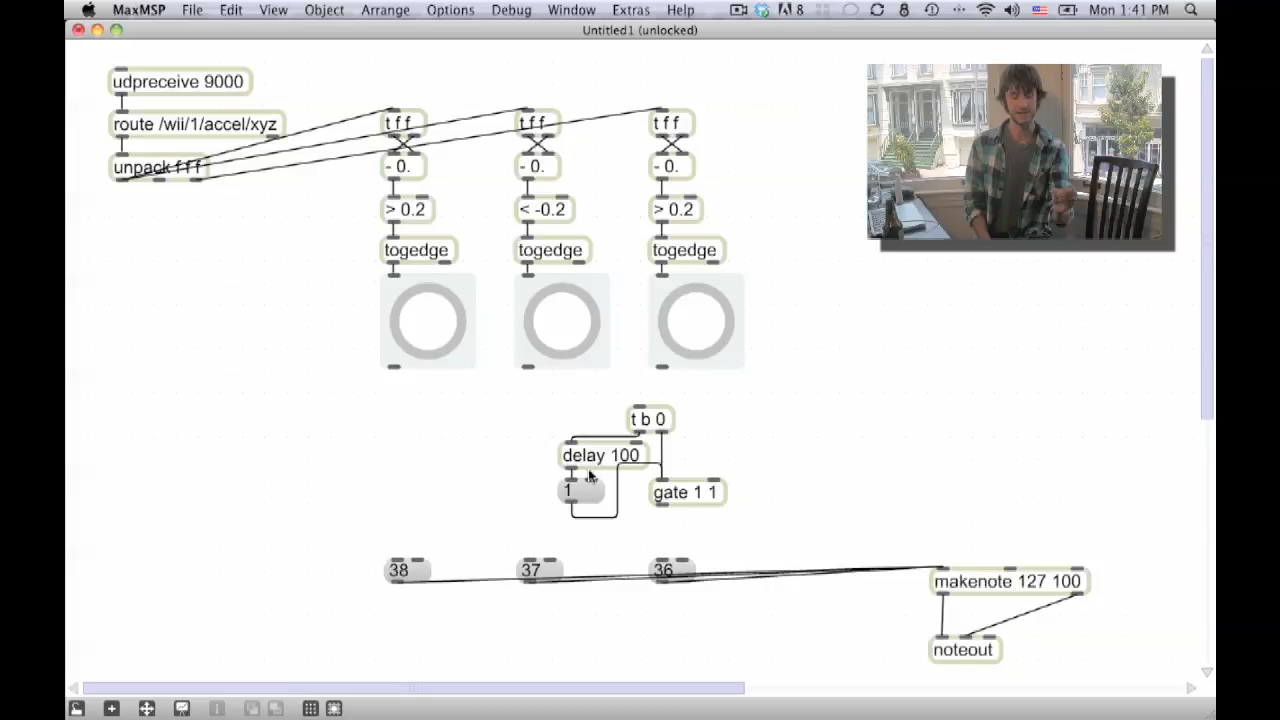 MaxMSP File Edit View Object Arrange Options Debug Window Extras Help 8 Mon 1:41 PM
Untitled1 (unlocked)
udpreceive 9000
route /wii/1/accel/xyz
unpack f f f
t f f t f f t f f
- 0. - 0. - 0.
> 0.2 < -0.2 > 0.2
togedge togedge togedge
t b 0
delay 100
1 gate 1 1
38 37 36
makenote 127 100
noteout